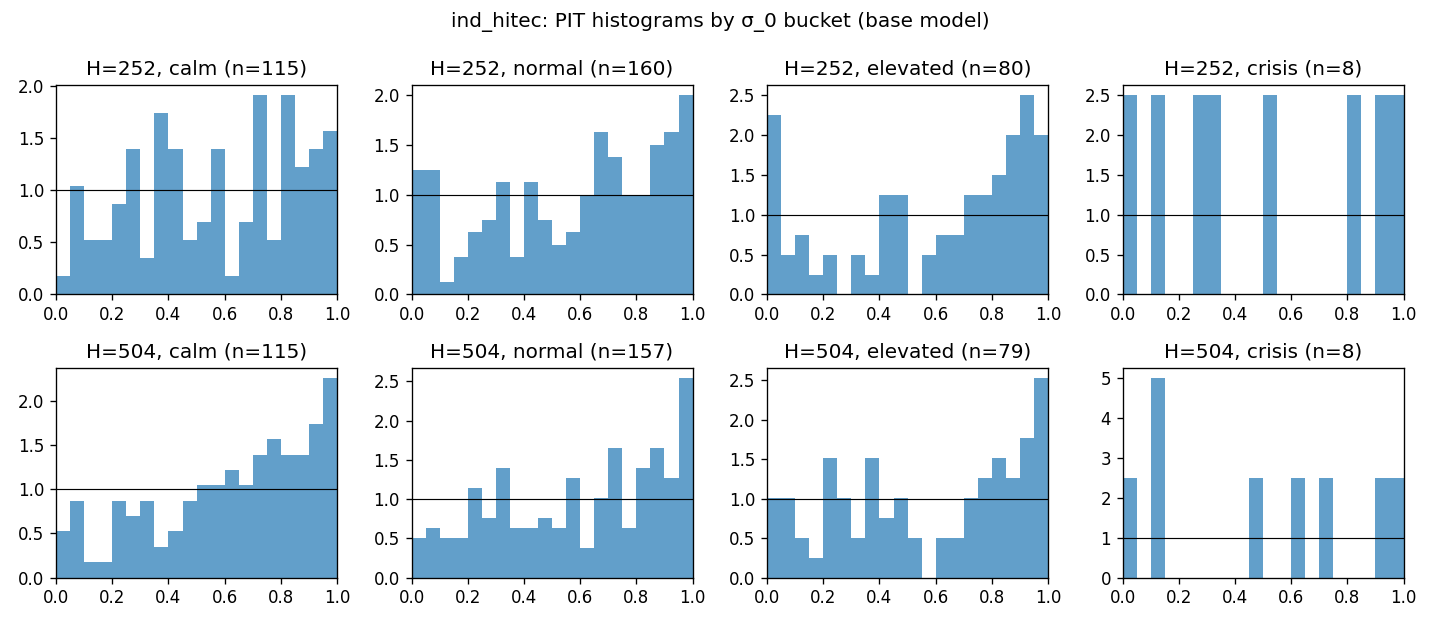 ind_hitec: PIT histograms by σ_0 bucket (base model)
H=252, calm (n=115)
2.0
1.5
1.0
0.5
0.0
0.0 0.2 0.4 0.6 0.8 1.0
H=252, normal (n=160)
2.0
1.5
1.0
0.5
0.0
0.0 0.2 0.4 0.6 0.8 1.0
H=252, elevated (n=80)
2.5
2.0
1.5
1.0
0.5
0.0
0.0 0.2 0.4 0.6 0.8 1.0
H=252, crisis (n=8)
2.5
2.0
1.5
1.0
0.5
0.0
0.0 0.2 0.4 0.6 0.8 1.0
H=504, calm (n=115)
2.0
1.5
1.0
0.5
0.0
0.0 0.2 0.4 0.6 0.8 1.0
H=504, normal (n=157)
2.5
2.0
1.5
1.0
0.5
0.0
0.0 0.2 0.4 0.6 0.8 1.0
H=504, elevated (n=79)
2.5
2.0
1.5
1.0
0.5
0.0
0.0 0.2 0.4 0.6 0.8 1.0
H=504, crisis (n=8)
5
4
3
2
1
0
0.0 0.2 0.4 0.6 0.8 1.0